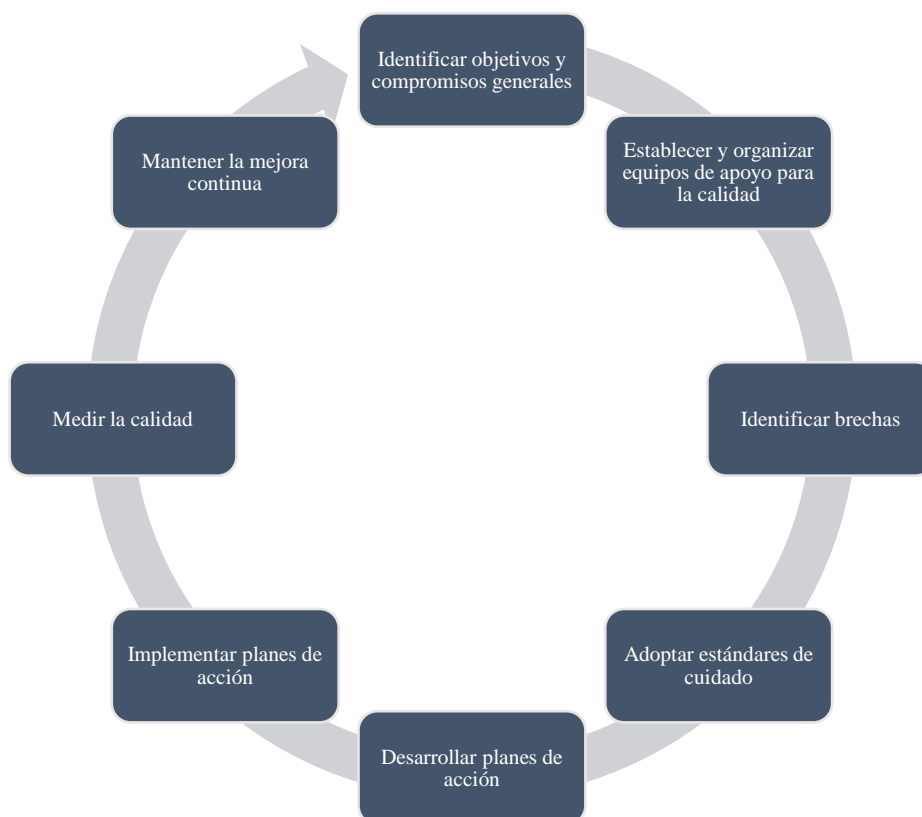 Identificar objetivos y
compromisos generales
Establecer y organizar
equipos de apoyo para
la calidad
Identificar brechas
Adoptar estándares de
cuidado
Desarrollar planes de
acción
Implementar planes de
acción
Medir la calidad
Mantener la mejora
continua